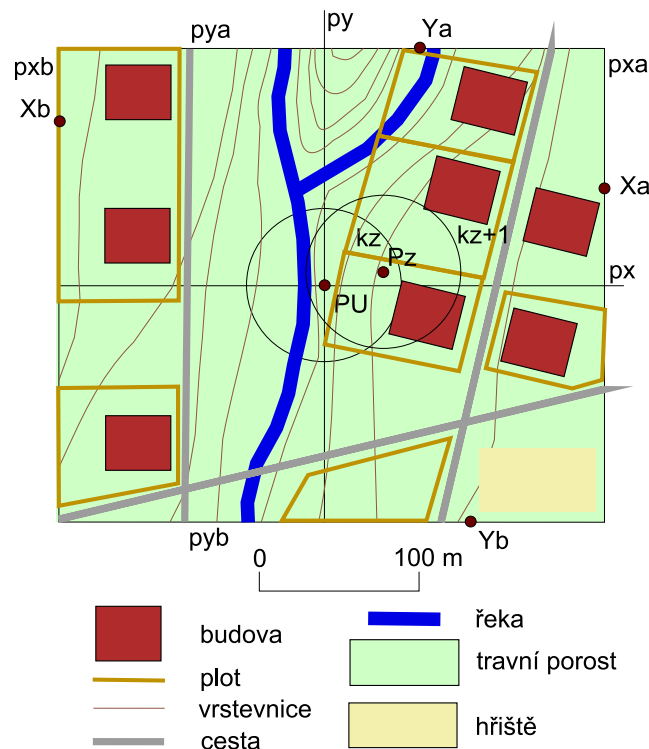 py
Ya
pya
pxb
pxa
Xb
Xa
kz
kz+1
Pz
px
PU
pyb
Yb
0
100 m
budova
řeka
plot
travní porost
vrstevnice
hřiště
cesta